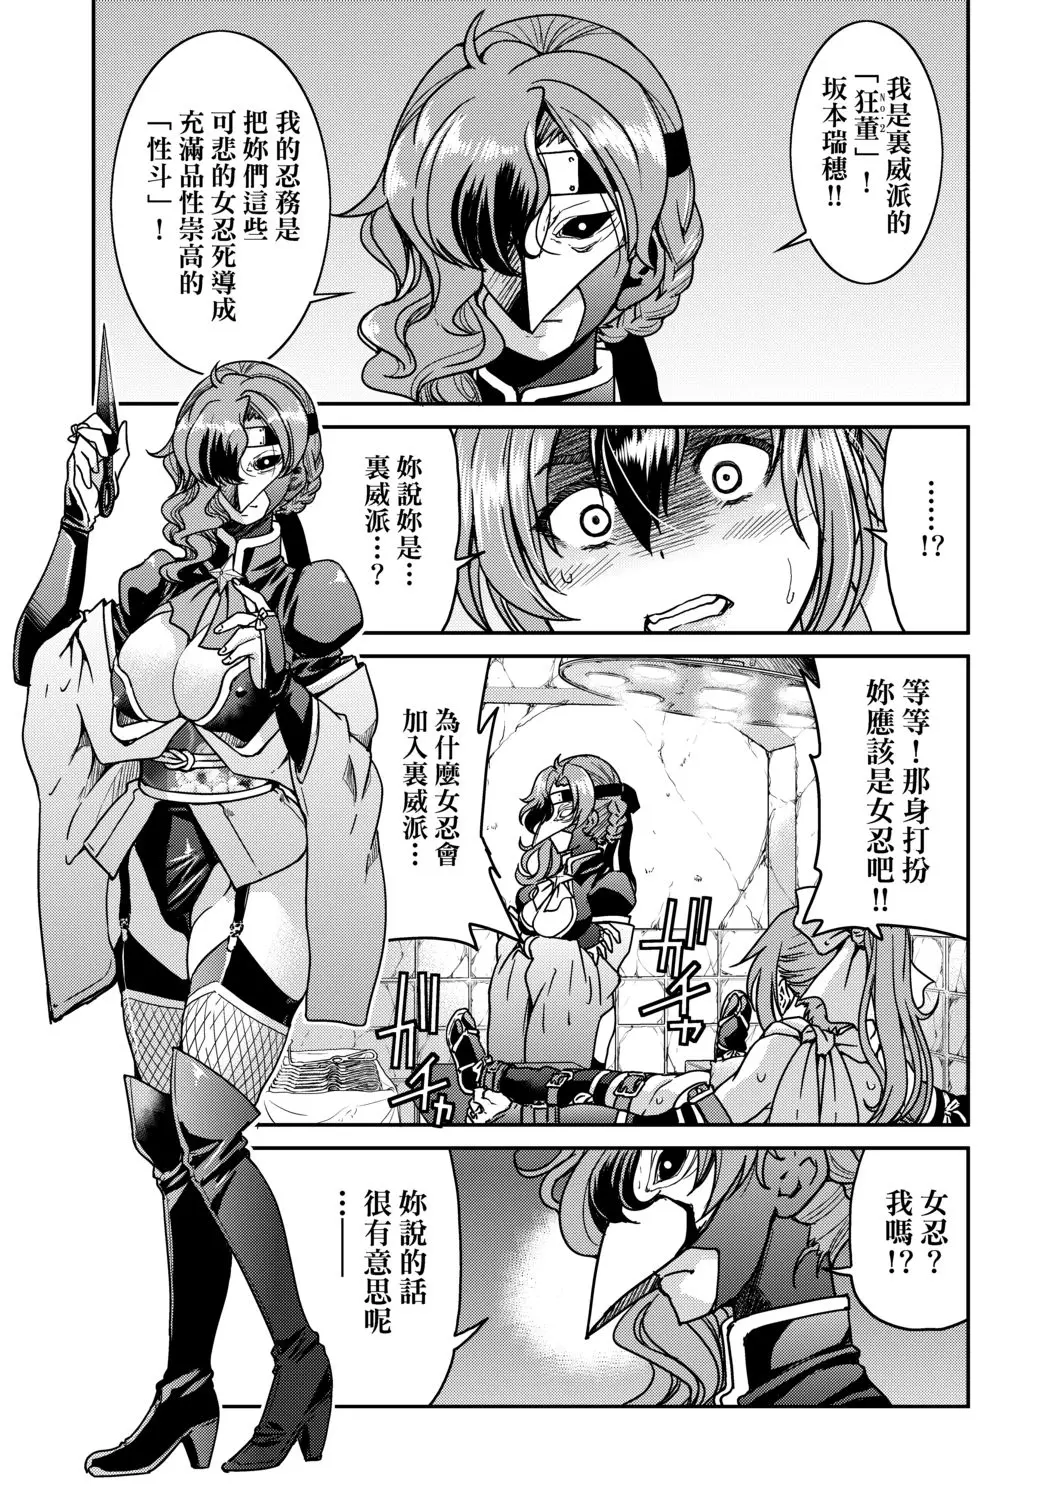 我是裏威派的
「狂菫」！
No.2
坂本瑞穗!!
我的忍務是
把妳們這些
可悲的女忍死導成
充滿品性崇高的
「性斗」！
……!?
妳說妳是…
裏威派…？
等等！那身打扮
妳應該是女忍吧!!
為什麼女忍會
加入裏威派…
ガチャ
ガチャ
女忍？
我嗎!?
妳說的話
很有意思呢
…──